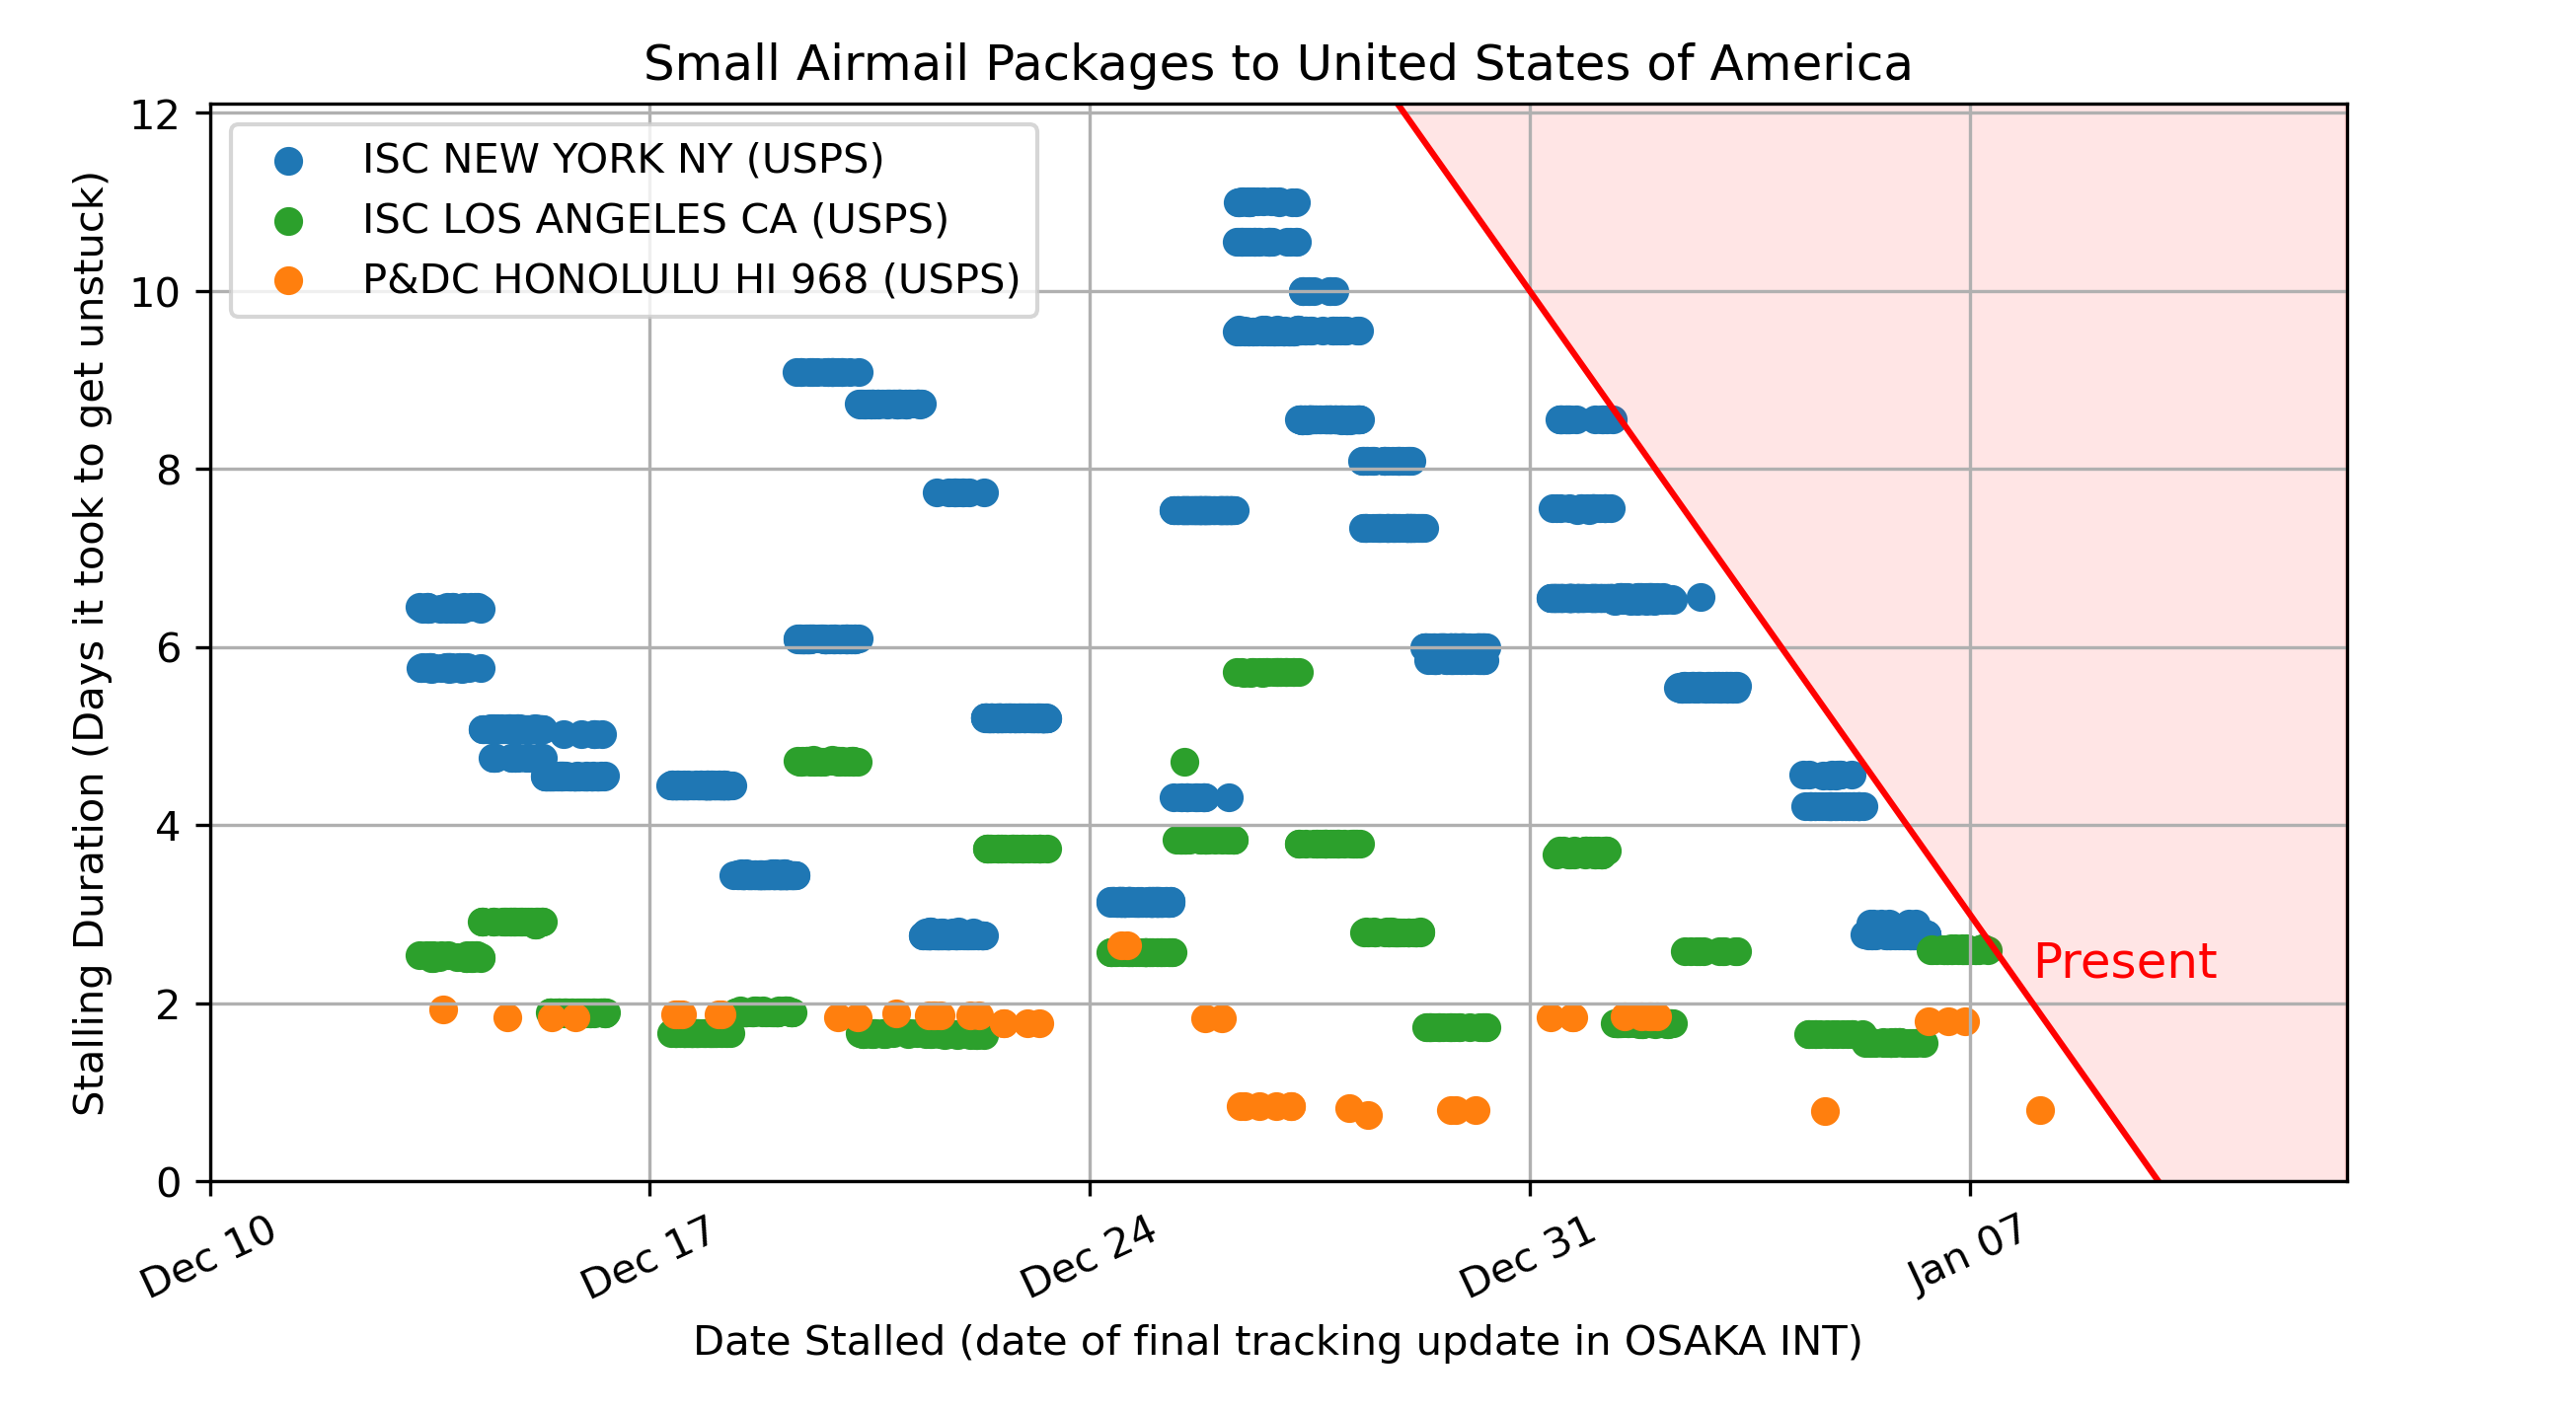 Small Airmail Packages to United States of America
12
10
8
6
4
2
0
Stalling Duration (Days it took to get unstuck)
ISC NEW YORK NY (USPS)
ISC LOS ANGELES CA (USPS)
P&DC HONOLULU HI 968 (USPS)
Present
Dec 10
Dec 17
Dec 24
Dec 31
Jan 07
Date Stalled (date of final tracking update in OSAKA INT)